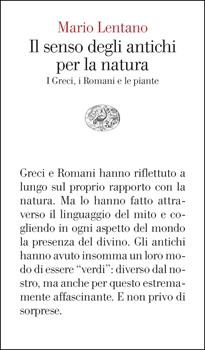 Mario Lentano
Il senso degli antichi
per la natura
I Greci, i Romani e le piante
Greci e Romani hanno riflettuto
a lungo sul proprio rapporto con la
natura. Ma lo hanno fatto attra-
verso il linguaggio del mito e co-
gliendo in ogni aspetto del mondo
la presenza del divino. Gli antichi
hanno avuto insomma un loro mo-
do di essere “verdi”: diverso dal no-
stro, ma anche per questo estrema-
mente affascinante. E non privo di
sorprese.